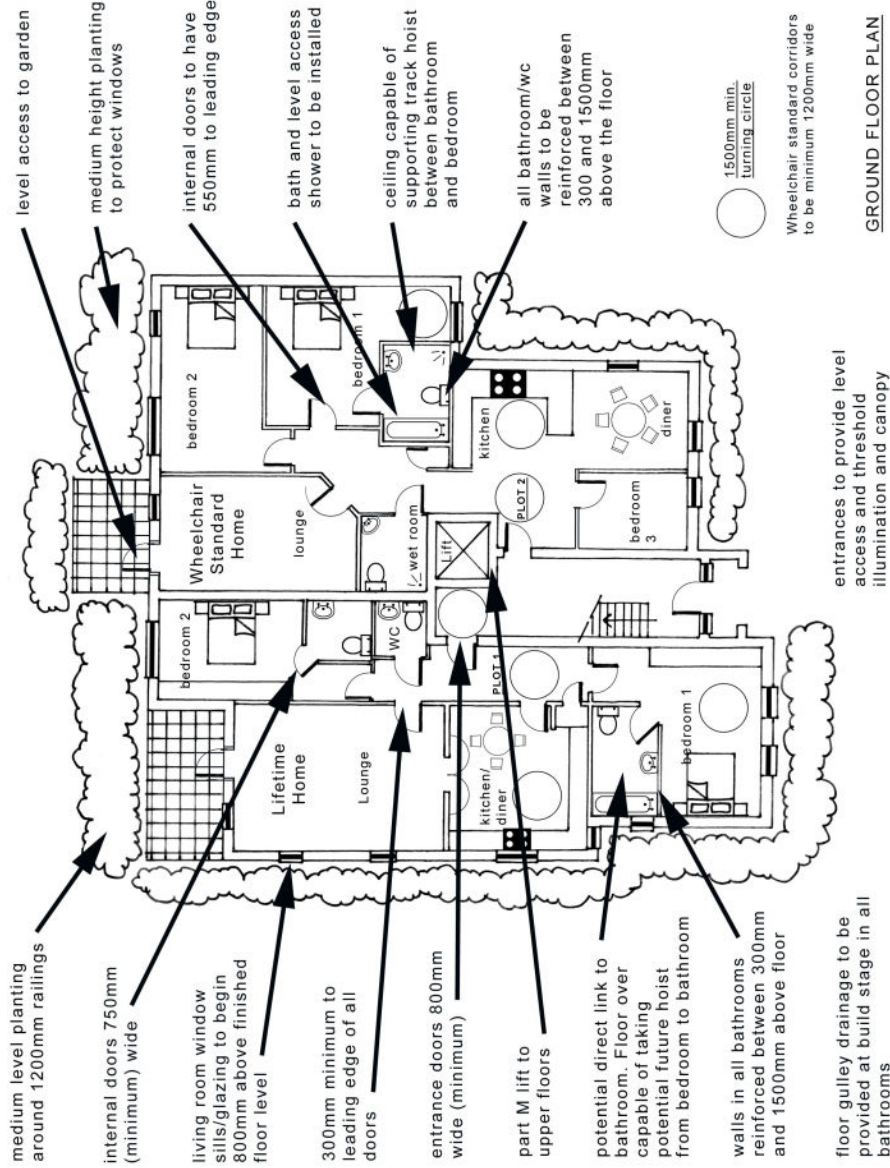 medium level planting
around 1200mm railings
internal doors 750mm
(minimum) wide
living room window
sills/glazing to begin
800mm above finished
floor level
300mm minimum to
leading edge of all
doors
entrance doors 800mm
wide (minimum)
part M lift to
upper floors
potential direct link to
bathroom. Floor over
capable of taking
potential future hoist
from bedroom to bathroom
walls in all bathrooms
reinforced between 300mm
and 1500mm above floor
floor gulley drainage to be
provided at build stage in all
bathrooms
Lifetime
Home
Lounge
bedroom 2
WC
kitchen/
diner
PLOT 1
bedroom 1
Wheelchair
Standard
Home
lounge
bedroom 2
bedroom 1
wet room
Lift
PLOT 2
kitchen
diner
bedroom
3
level access to garden
medium height planting
to protect windows
internal doors to have
550mm to leading edge
bath and level access
shower to be installed
ceiling capable of
supporting track hoist
between bathroom
and bedroom
all bathroom/wc
walls to be
reinforced between
300 and 1500mm
above the floor
entrances to provide level
access and threshold
illumination and canopy
1500mm min.
turning circle
Wheelchair standard corridors
to be minimum 1200mm wide
GROUND FLOOR PLAN